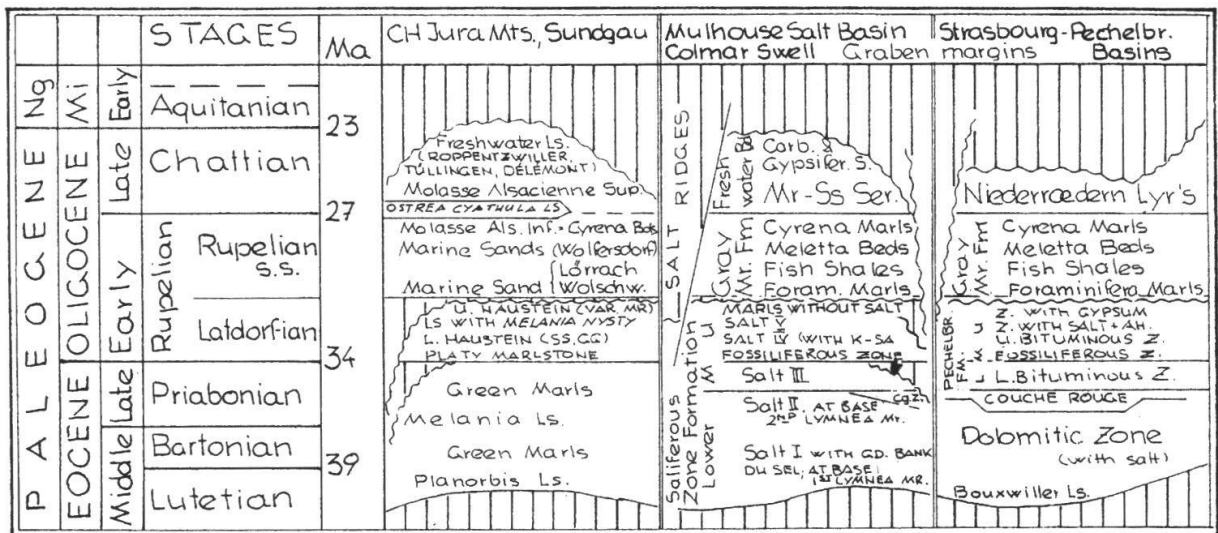 STAGES
Ma
CH Jura Mts., Sundgau
Mulhouse Salt Basin
Colmar Swell Graben margins
Strasbourg-Pechelbr.
Basins
PALEOGENE Ng
EOCENE OLIGOCENE Mi
Middle Late Early Late Early
Rupelian
Aquitanian
Chattian
Rupelian
s.s.
Latdorfian
Priabonian
Bartonian
Lutetian
23
27
34
39
Freshwater Ls.
(ROPPENTZWILLER,
TÜLLINGEN, DÉLÉMONT)
Molasse Alsacienne Sup.
OSTREA CYATHULA LS
Molasse Als. Inf. = Cyrena Bds
Marine Sands (Wolfersdorf)
Lörrach
Marine Sand Wolschw.
U. HAUSTEIN (VAR. MR)
LS WITH MELANIA NYSTY
L. HAUSTEIN (SS, GG)
PLATY MARLSTONE
Green Marls
Melania Ls.
Green Marls
Planorbis Ls.
SALT RIDGES
Fresh
water
Carb. &
Gypsifer. S.
Mr-Ss Ser.
Gray
Mr. Fm
Cyrena Marls
Meletta Beds
Fish Shales
Foram. Marls
Saliferous
Zone Formation
Lower M U
MARLS WITHOUT SALT
SALT V
SALT IV (WITH K-SA
FOSSILIFEROUS ZONE
Salt III
Cg.Z.
Salt II. AT BASE
2ND LYMNEA Mr.
Salt I WITH GD. BANK
DU SEL; AT BASE:
1ST LYMNEA MR.
Niederrœdern Lyr's
Gray
Mr. Fm
Cyrena Marls
Meletta Beds
Fish Shales
Foraminifera Marls
PECHELBR.
FM.
L M U
Z. WITH GYPSUM
Z. WITH SALT + AH.
U. BITUMINOUS Z.
FOSSILIFEROUS Z.
L. Bituminous Z.
COUCHE ROUGE
Dolomitic Zone
(with salt)
Bouxwiller Ls.